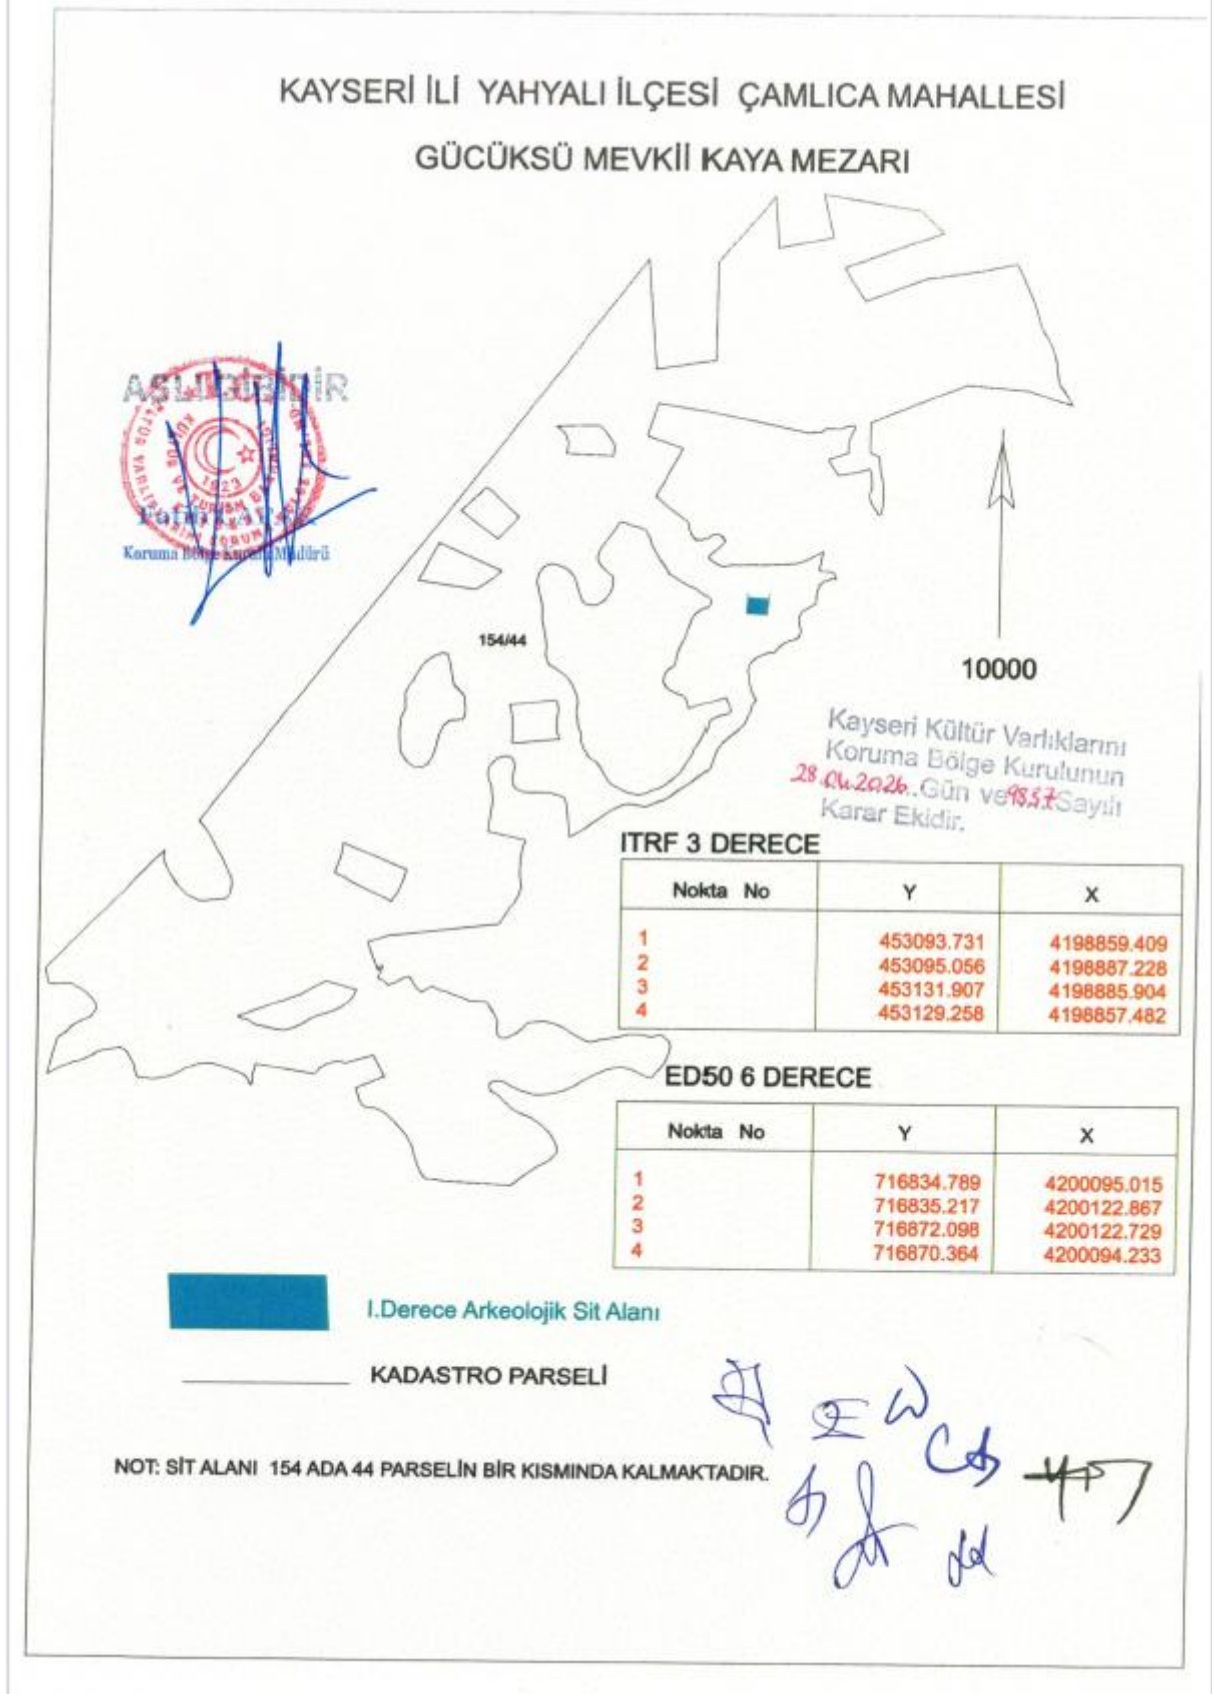 KAYSERİ İLİ YAHYALI İLÇESİ ÇAMLICA MAHALLESİ
GÜCÜKSÜ MEVKİİ KAYA MEZARI
ASLI GİBİDİR
1923
Fatih
Koruma Bölge Kurulu Müdürü
154/44
10000
Kayseri Kültür Varlıklarını
Koruma Bölge Kurulunun
28.04.2026 Gün ve 9857 Sayılı
Karar Ekidir.
ITRF 3 DERECE
Nokta No Y X
1 453093.731 4198859.409
2 453095.056 4198887.228
3 453131.907 4198885.904
4 453129.258 4198857.482
ED50 6 DERECE
Nokta No Y X
1 716834.789 4200095.015
2 716835.217 4200122.867
3 716872.098 4200122.729
4 716870.364 4200094.233
I.Derece Arkeolojik Sit Alanı
KADASTRO PARSELİ
NOT: SİT ALANI 154 ADA 44 PARSELİN BİR KISMINDA KALMAKTADIR.